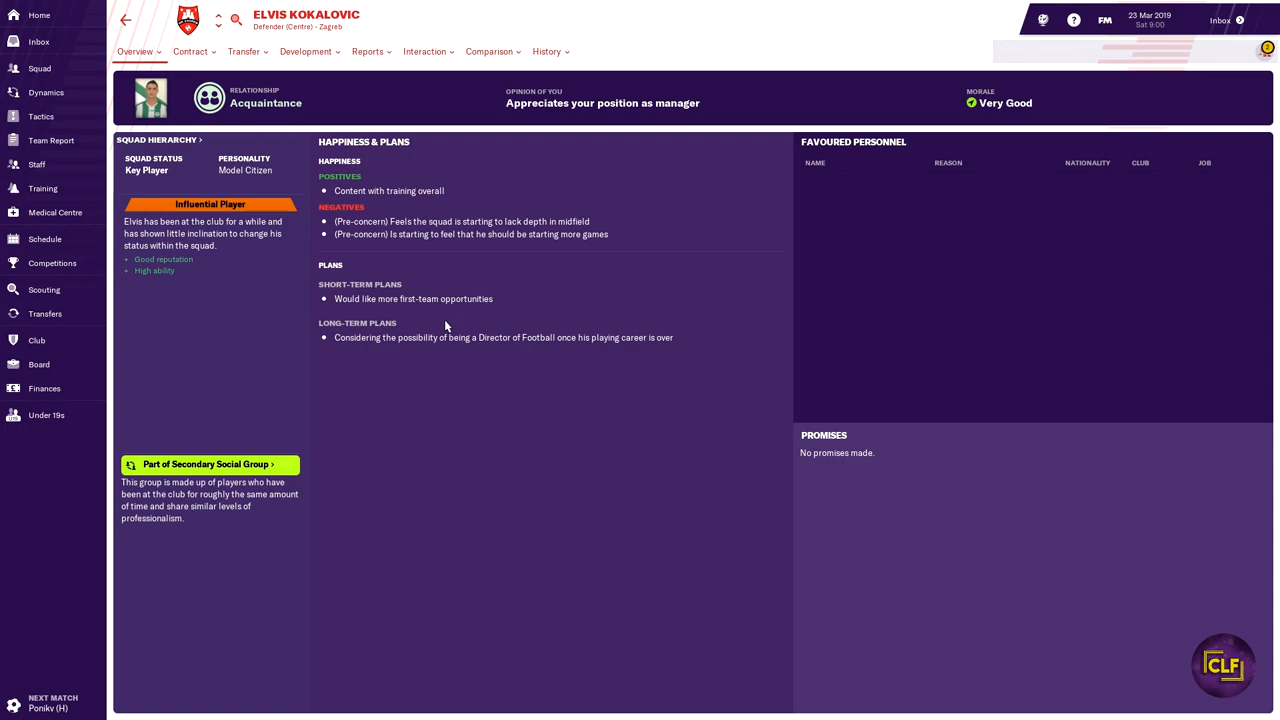 Home
Inbox
Squad
Dynamics
Tactics
Team Report
Staff
Training
Medical Centre
Schedule
Competitions
Scouting
Transfers
Club
Board
Finances
Under 19s
NEXT MATCH
Ponikv (H)
ELVIS KOKALOVIC
Defender (Centre) - Zagreb
FM
23 Mar 2019
Sat 9:00
Inbox
Overview
Contract
Transfer
Development
Reports
Interaction
Comparison
History
2
RELATIONSHIP
Acquaintance
OPINION OF YOU
Appreciates your position as manager
MORALE
Very Good
SQUAD HIERARCHY >
SQUAD STATUS
Key Player
PERSONALITY
Model Citizen
Influential Player
Elvis has been at the club for a while and
has shown little inclination to change his
status within the squad.
+ Good reputation
+ High ability
Part of Secondary Social Group >
This group is made up of players who have
been at the club for roughly the same amount
of time and share similar levels of
professionalism.
HAPPINESS & PLANS
HAPPINESS
POSITIVES
• Content with training overall
NEGATIVES
• (Pre-concern) Feels the squad is starting to lack depth in midfield
• (Pre-concern) Is starting to feel that he should be starting more games
PLANS
SHORT-TERM PLANS
• Would like more first-team opportunities
LONG-TERM PLANS
• Considering the possibility of being a Director of Football once his playing career is over
FAVOURED PERSONNEL
NAME REASON NATIONALITY CLUB JOB
PROMISES
No promises made.
CLF